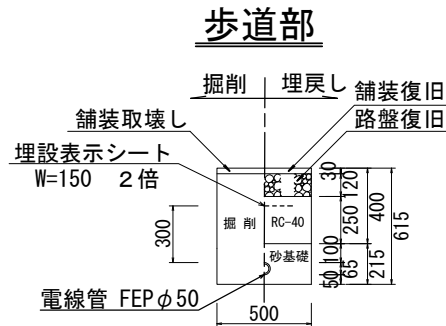 歩道部
掘削 埋戻し
舗装復旧
舗装取壊し
路盤復旧
埋設表示シート
W=150 2倍
30
120
400
615
300
掘 削
RC-40
250
砂基礎
100
50
65
215
電線管 FEPφ50
500